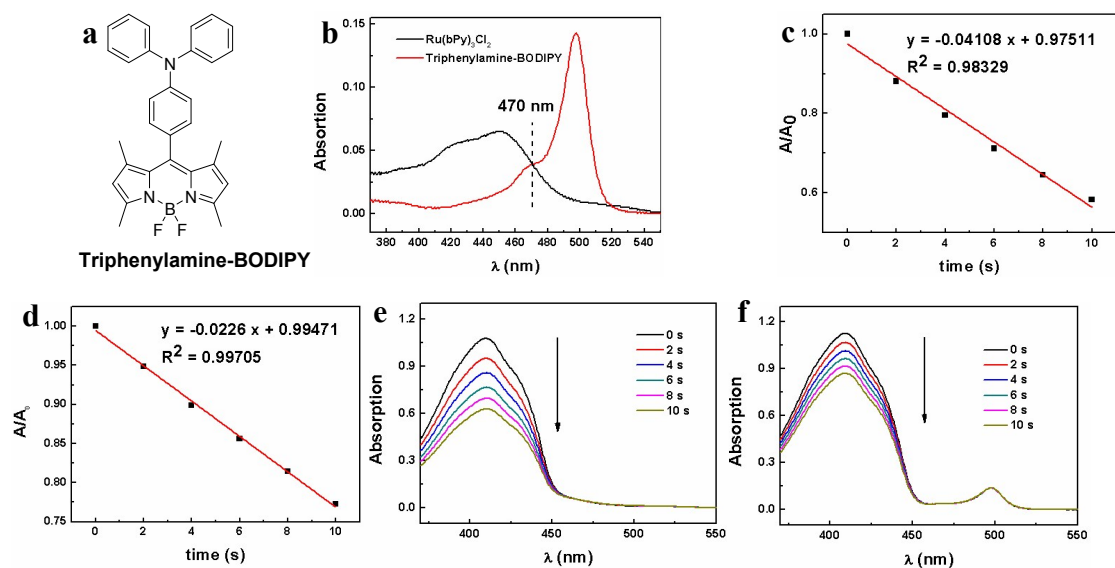 a
N
N
N
B
F
F
Triphenylamine-BODIPY
b
Ru(bPy)3Cl2
Triphenylamine-BODIPY
470 nm
0.15
0.10
0.05
0.00
Absortion
380 400 420 440 460 480 500 520 540
λ (nm)
c
y = -0.04108 x + 0.97511
R2 = 0.98329
1.0
0.8
0.6
A/A0
0 2 4 6 8 10
time (s)
d
y = -0.0226 x + 0.99471
R2 = 0.99705
1.00
0.95
0.90
0.85
0.80
0.75
A/A0
0 2 4 6 8 10
time (s)
e
0 s
2 s
4 s
6 s
8 s
10 s
1.2
0.9
0.6
0.3
0.0
Absorption
400 450 500 550
λ (nm)
f
0 s
2 s
4 s
6 s
8 s
10 s
1.2
0.9
0.6
0.3
0.0
Absorption
400 450 500 550
λ (nm)